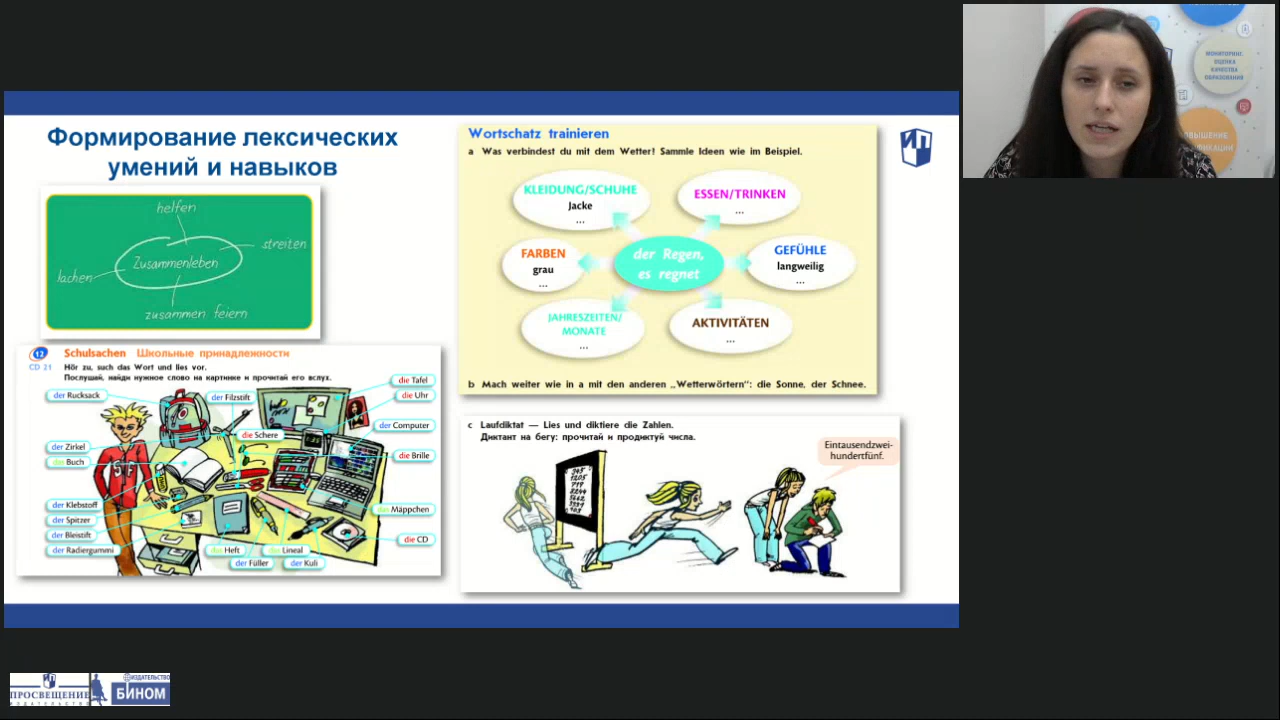 Формирование лексических
умений и навыков
helfen
streiten
Zusammenleben
lachen
zusammen feiern
12
CD 21
Schulsachen Школьные принадлежности
Hör zu, such das Wort und lies vor.
Послушай, найди нужное слово на картинке и прочитай его вслух.
der Rucksack
der Filzstift
die Tafel
die Uhr
der Computer
die Schere
der Zirkel
das Buch
die Brille
der Klebstoff
das Mäppchen
der Spitzer
der Bleistift
der Radiergummi
das Heft
das Lineal
die CD
der Füller
der Kuli
Wortschatz trainieren
a Was verbindest du mit dem Wetter? Sammle Ideen wie im Beispiel.
KLEIDUNG/SCHUHE
Jacke
...
ESSEN/TRINKEN
...
FARBEN
grau
...
der Regen,
es regnet
GEFÜHLE
langweilig
...
JAHRESZEITEN/
MONATE
...
AKTIVITÄTEN
...
b Mach weiter wie in a mit den anderen „Wetterwörtern“: die Sonne, der Schnee.
c Laufdiktat — Lies und diktiere die Zahlen.
Диктант на бегу: прочитай и продиктуй числа.
Eintausendzwei-
hundertfünf.
МОНИТОРИНГ.
ОЦЕНКА
КАЧЕСТВА
ОБРАЗОВАНИЯ
ПРОСВЕЩЕНИЕ
ИЗДАТЕЛЬСТВО
ИЗДАТЕЛЬСТВО
БИНОМ